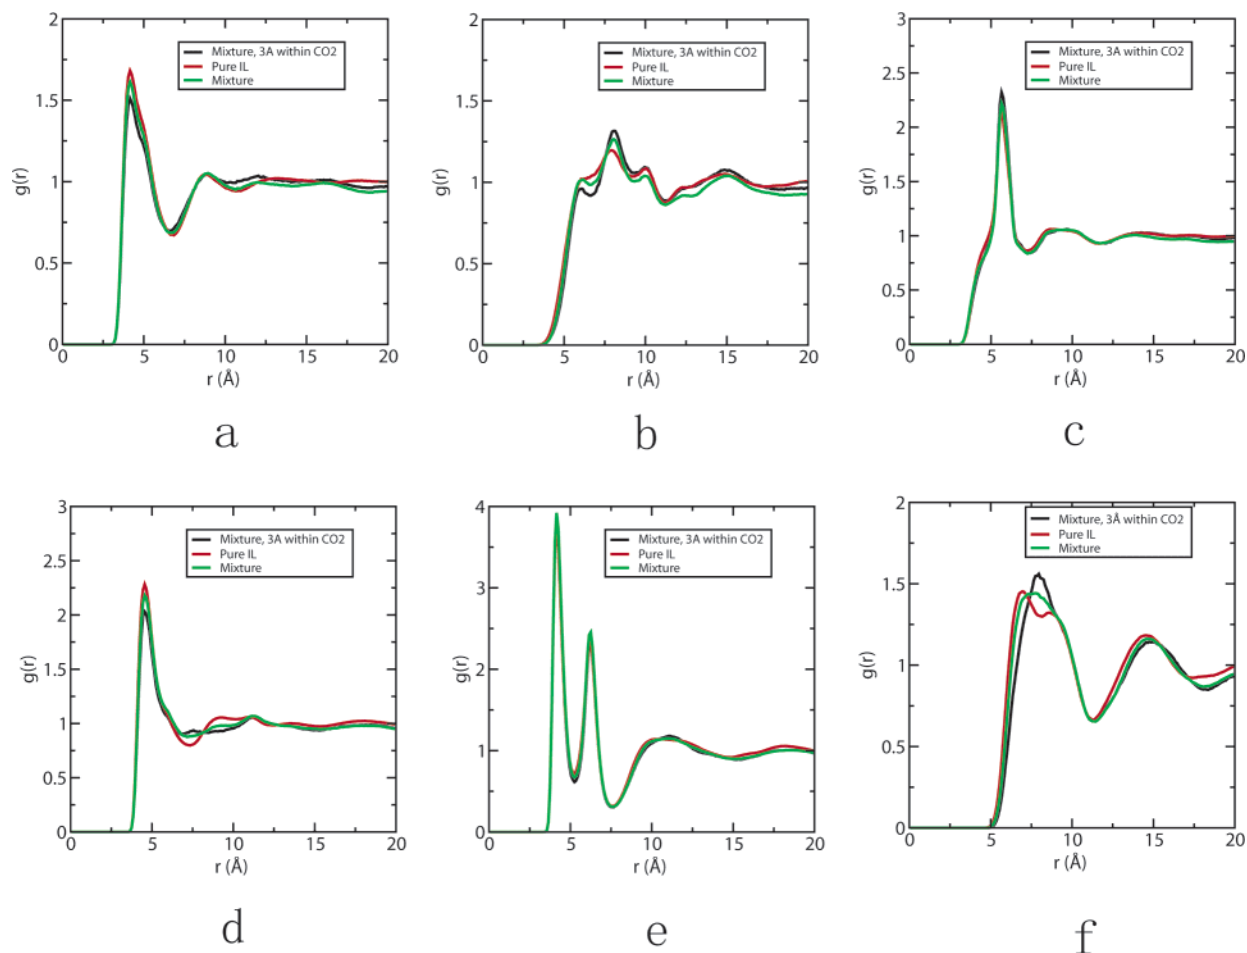 2
1.5
1
0.5
0
g(r)
Mixture, 3A within CO2
Pure IL
Mixture
0 5 10 15 20
r (Å)
a
2
1.5
1
0.5
0
g(r)
Mixture, 3A within CO2
Pure IL
Mixture
0 5 10 15 20
r (Å)
b
3
2.5
2
1.5
1
0.5
0
g(r)
Mixture, 3A within CO2
Pure IL
Mixture
0 5 10 15 20
r (Å)
c
3
2.5
2
1.5
1
0.5
0
g(r)
Mixture, 3A within CO2
Pure IL
Mixture
0 5 10 15 20
r (Å)
d
4
3
2
1
0
g(r)
Mixture, 3A within CO2
Pure IL
Mixture
0 5 10 15 20
r (Å)
e
2
1.5
1
0.5
0
g(r)
Mixture, 3Å within CO2
Pure IL
Mixture
0 5 10 15 20
r (Å)
f